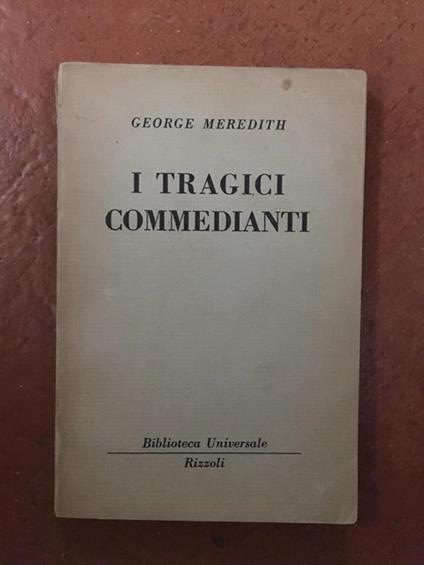 GEORGE MEREDITH
I TRAGICI
COMMEDIANTI
Biblioteca Universale
Rizzoli